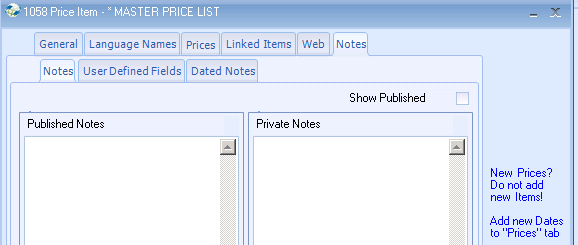 1058 Price Item - * MASTER PRICE LIST
General Language Names Prices Linked Items Web Notes
Notes User Defined Fields Dated Notes
Show Published
Published Notes Private Notes
New Prices?
Do not add
new Items!
Add new Dates
to "Prices" tab